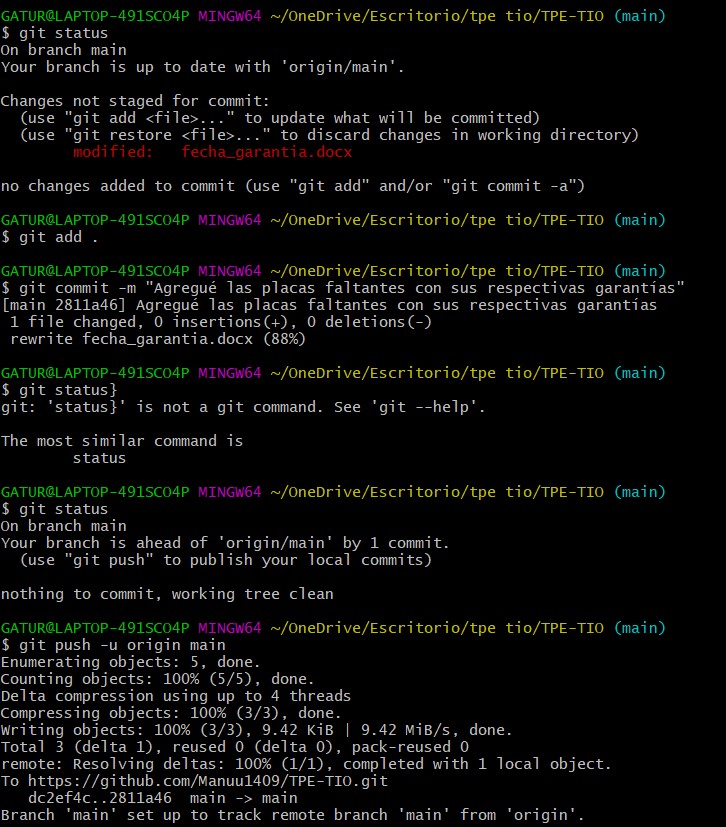 GATUR@LAPTOP-491SCO4P MINGW64 ~/OneDrive/Escritorio/tpe tio/TPE-TIO (main)
$ git status
On branch main
Your branch is up to date with 'origin/main'.
Changes not staged for commit:
(use "git add <file>..." to update what will be committed)
(use "git restore <file>..." to discard changes in working directory)
modified: fecha_garantia.docx
no changes added to commit (use "git add" and/or "git commit -a")
GATUR@LAPTOP-491SCO4P MINGW64 ~/OneDrive/Escritorio/tpe tio/TPE-TIO (main)
$ git add .
GATUR@LAPTOP-491SCO4P MINGW64 ~/OneDrive/Escritorio/tpe tio/TPE-TIO (main)
$ git commit -m "Agregué las placas faltantes con sus respectivas garantías"
[main 2811a46] Agregué las placas faltantes con sus respectivas garantías
1 file changed, 0 insertions(+), 0 deletions(-)
rewrite fecha_garantia.docx (88%)
GATUR@LAPTOP-491SCO4P MINGW64 ~/OneDrive/Escritorio/tpe tio/TPE-TIO (main)
$ git status}
git: 'status}' is not a git command. See 'git --help'.
The most similar command is
status
GATUR@LAPTOP-491SCO4P MINGW64 ~/OneDrive/Escritorio/tpe tio/TPE-TIO (main)
$ git status
On branch main
Your branch is ahead of 'origin/main' by 1 commit.
(use "git push" to publish your local commits)
nothing to commit, working tree clean
GATUR@LAPTOP-491SCO4P MINGW64 ~/OneDrive/Escritorio/tpe tio/TPE-TIO (main)
$ git push -u origin main
Enumerating objects: 5, done.
Counting objects: 100% (5/5), done.
Delta compression using up to 4 threads
Compressing objects: 100% (3/3), done.
Writing objects: 100% (3/3), 9.42 KiB | 9.42 MiB/s, done.
Total 3 (delta 1), reused 0 (delta 0), pack-reused 0
remote: Resolving deltas: 100% (1/1), completed with 1 local object.
To https://github.com/Manuu1409/TPE-TIO.git
dc2ef4c..2811a46 main -> main
Branch 'main' set up to track remote branch 'main' from 'origin'.